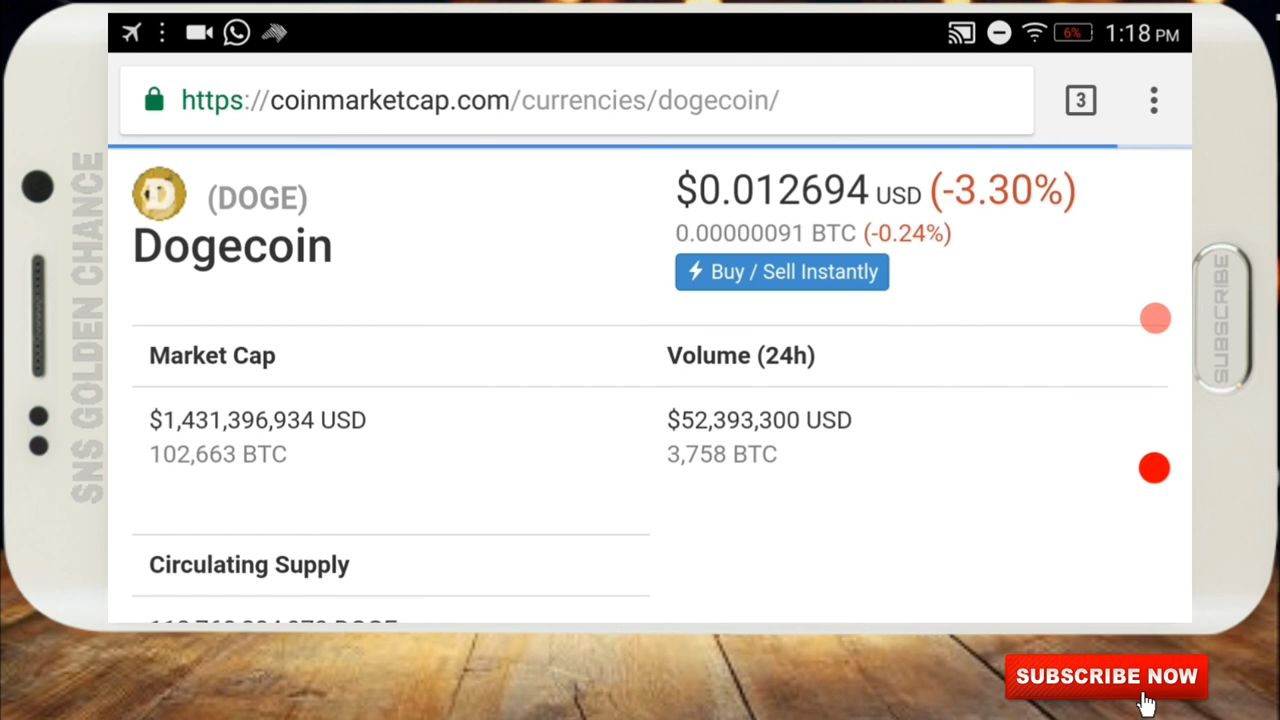 6%
1:18 PM
https://coinmarketcap.com/currencies/dogecoin/
3
(DOGE)
Dogecoin
$0.012694 USD (-3.30%)
0.00000091 BTC (-0.24%)
Buy / Sell Instantly
Market Cap
Volume (24h)
$1,431,396,934 USD
102,663 BTC
$52,393,300 USD
3,758 BTC
Circulating Supply
DOGE
SNS GOLDEN CHANCE
SUBSCRIBE
SUBSCRIBE NOW